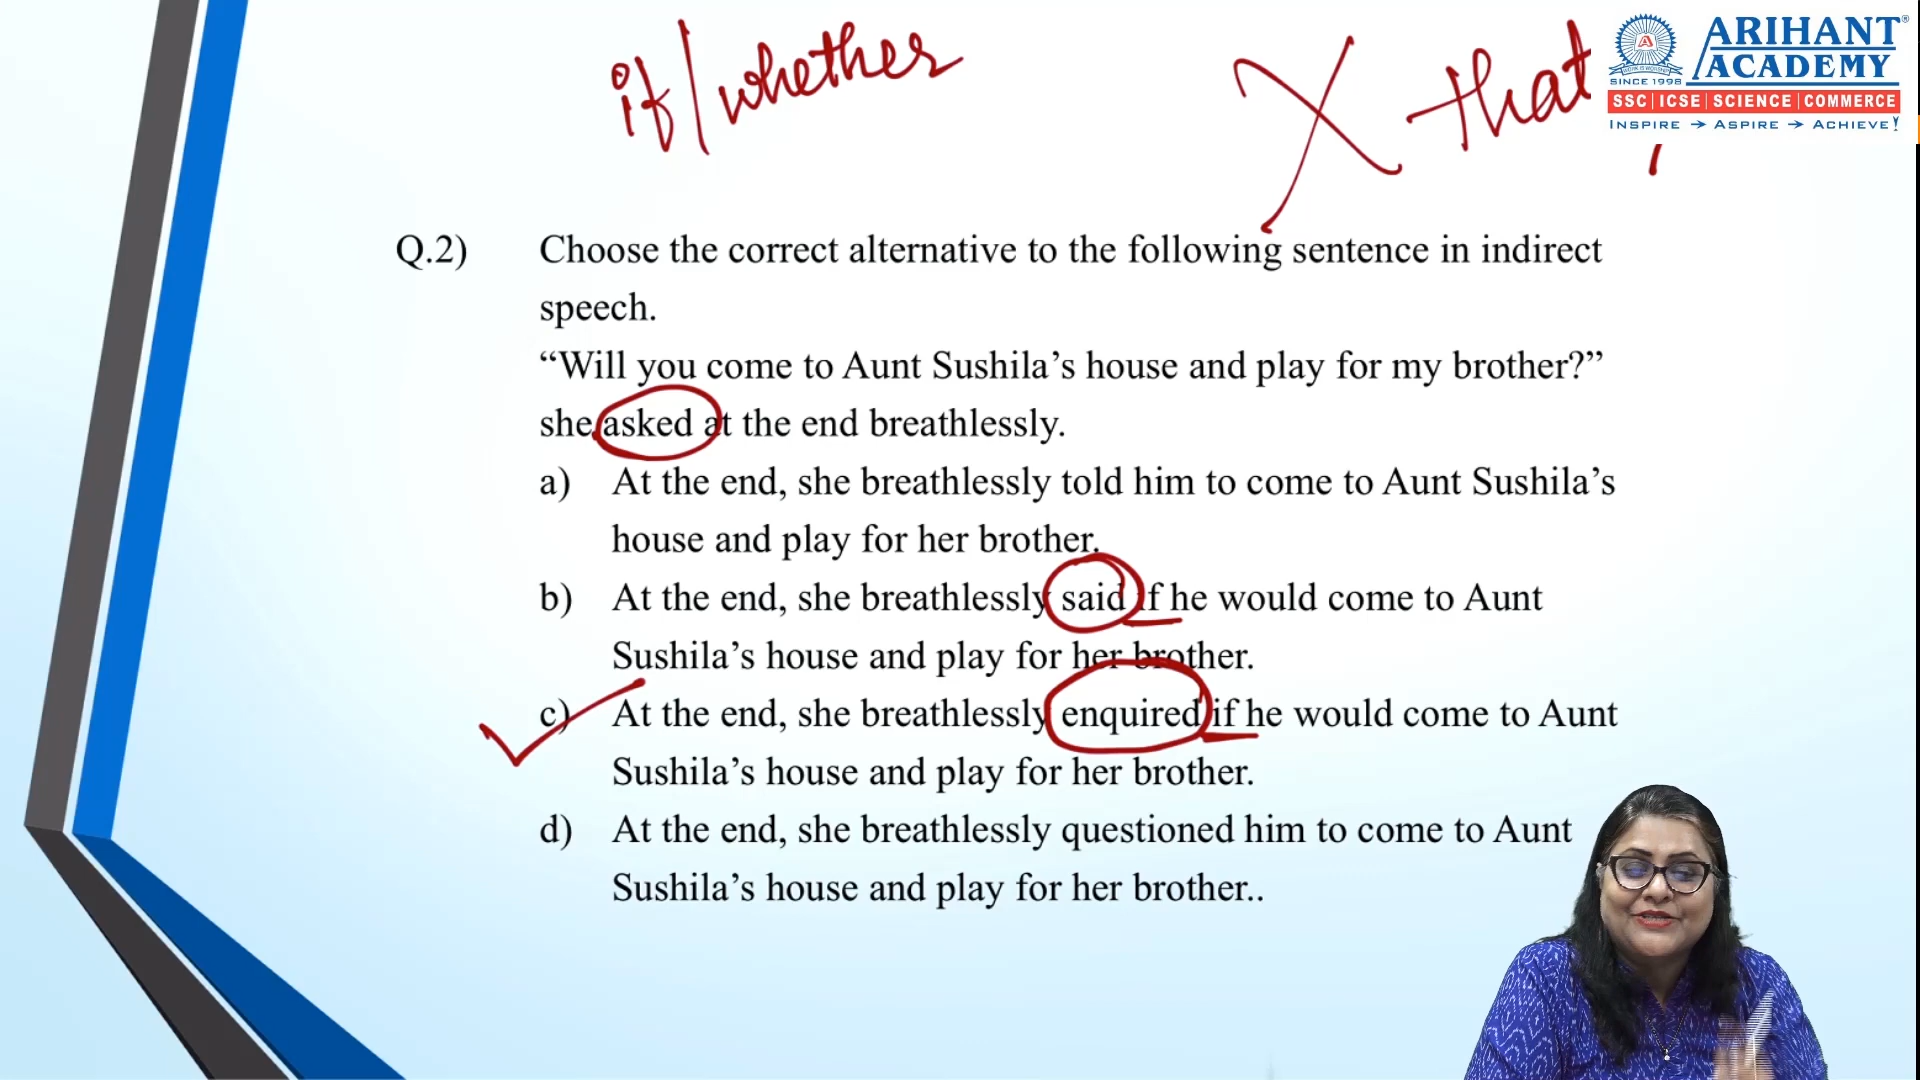 if/whether
X that
ARIHANT
ACADEMY
SINCE 1998
SSC | ICSE | SCIENCE | COMMERCE
INSPIRE → ASPIRE → ACHIEVE!
Q.2) Choose the correct alternative to the following sentence in indirect
speech.
“Will you come to Aunt Sushila’s house and play for my brother?”
she asked at the end breathlessly.
a) At the end, she breathlessly told him to come to Aunt Sushila’s
house and play for her brother.
b) At the end, she breathlessly said if he would come to Aunt
Sushila’s house and play for her brother.
c) At the end, she breathlessly enquired if he would come to Aunt
Sushila’s house and play for her brother.
d) At the end, she breathlessly questioned him to come to Aunt
Sushila’s house and play for her brother..